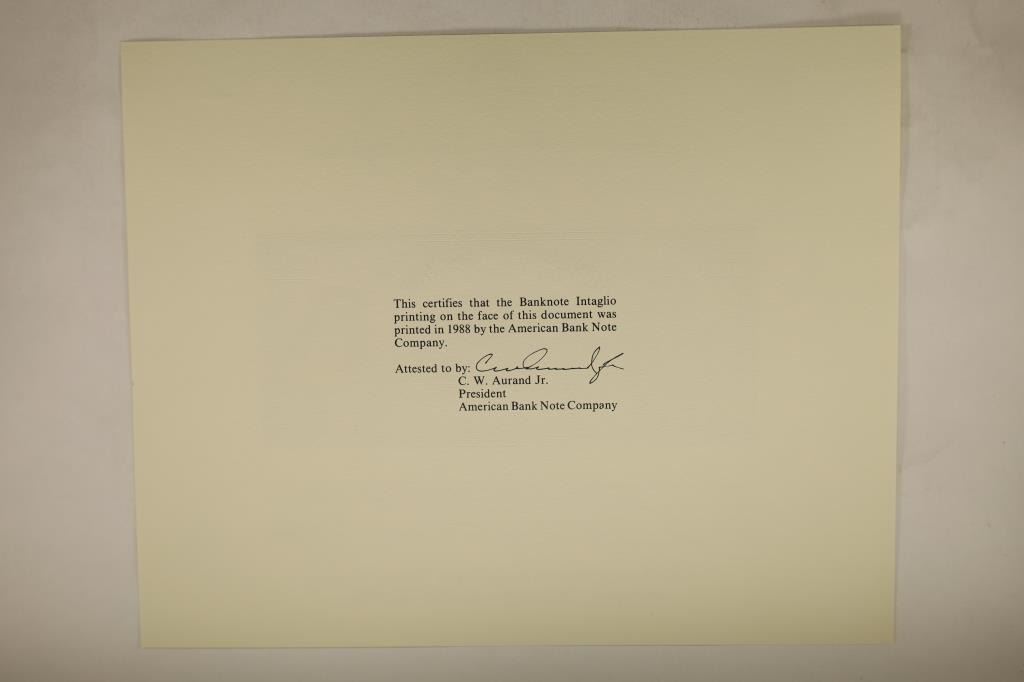 This certifies that the Banknote Intaglio
printing on the face of this document was
printed in 1988 by the American Bank Note
Company.
Attested to by:
C. W. Aurand Jr.
President
American Bank Note Company